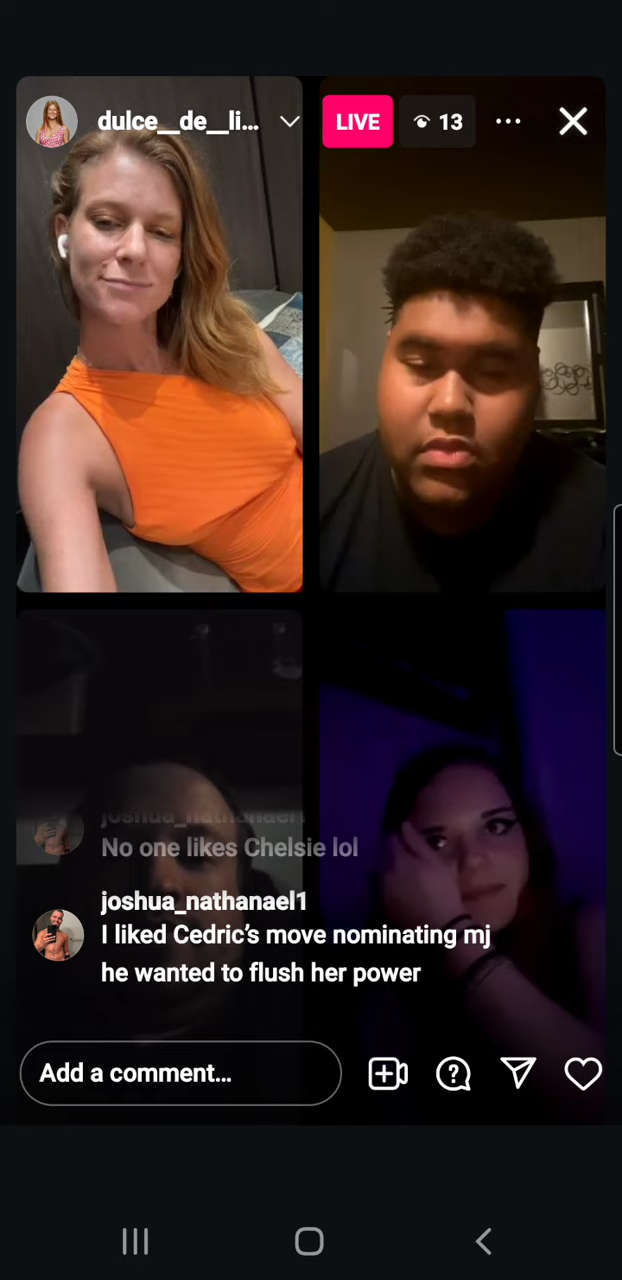 dulce__de__li...
LIVE
13
joshua_nathanael1
No one likes Chelsie lol
joshua_nathanael1
I liked Cedric's move nominating mj
he wanted to flush her power
Add a comment...